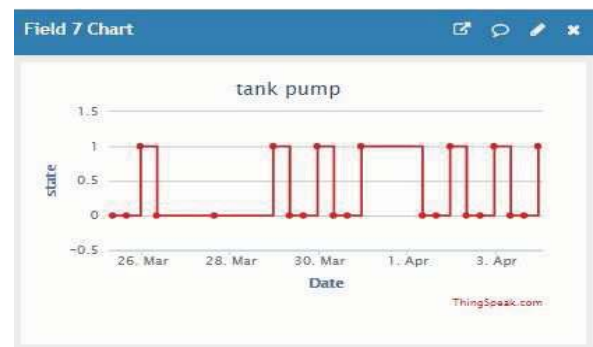 Field 7 Chart
tank pump
1.5
1
0.5
0
-0.5
state
26. Mar 28. Mar 30. Mar 1. Apr 3. Apr
Date
ThingSpeak.com